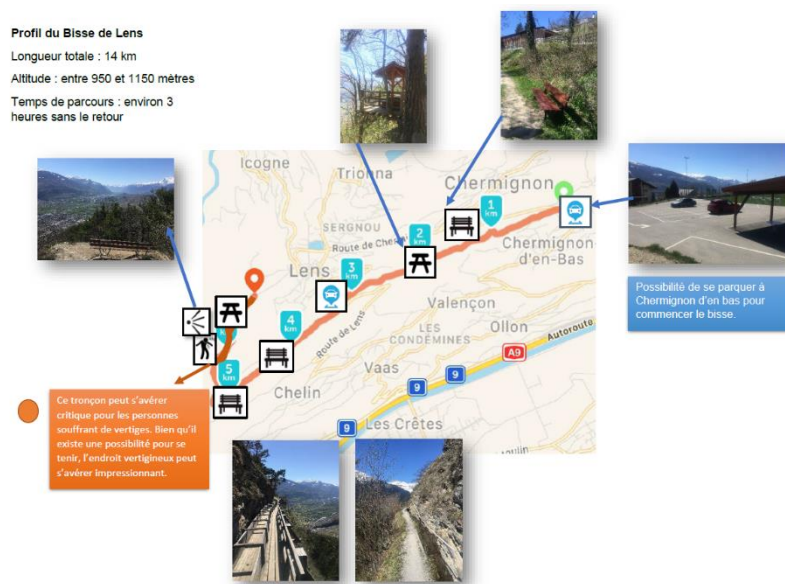 Profil du Bisse de Lens
Longueur totale : 14 km
Altitude : entre 950 et 1150 mètres
Temps de parcours : environ 3
heures sans le retour
Icogne
Trionna
Chermignon
1
km
SERGNOU
2
km
Route de
Chermignon
d'en-Bas
Lens
3
km
Valençon
4
km
Route de Lens
LES
CONDÉMINES
Ollon
Autoroute
A9
Vaas
9
9
5
km
Chelin
9
Les Crêtes
Possibilité de se parquer à
Chermignon d'en bas pour
commencer le bisse.
Ce tronçon peut s'avérer
critique pour les personnes
souffrant de vertiges. Bien qu'il
existe une possibilité pour se
tenir, l'endroit vertigineux peut
s'avérer impressionnant.